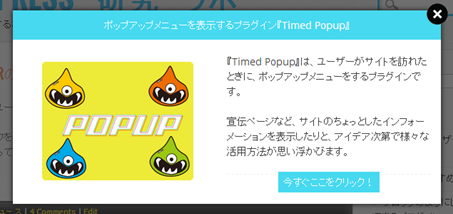 ポップアップメニューを表示するプラグイン『Timed Popup』
『Timed Popup』は、ユーザーがサイトを訪れた
ときに、ポップアップメニューをするプラグインで
す。
POPUP
宣伝ページなど、サイトのちょっとしたインフォー
メーションを表示したりと、アイデア次第で様々な
活用方法が思い浮かびます。
今すぐここをクリック！
4 Comments | Edit